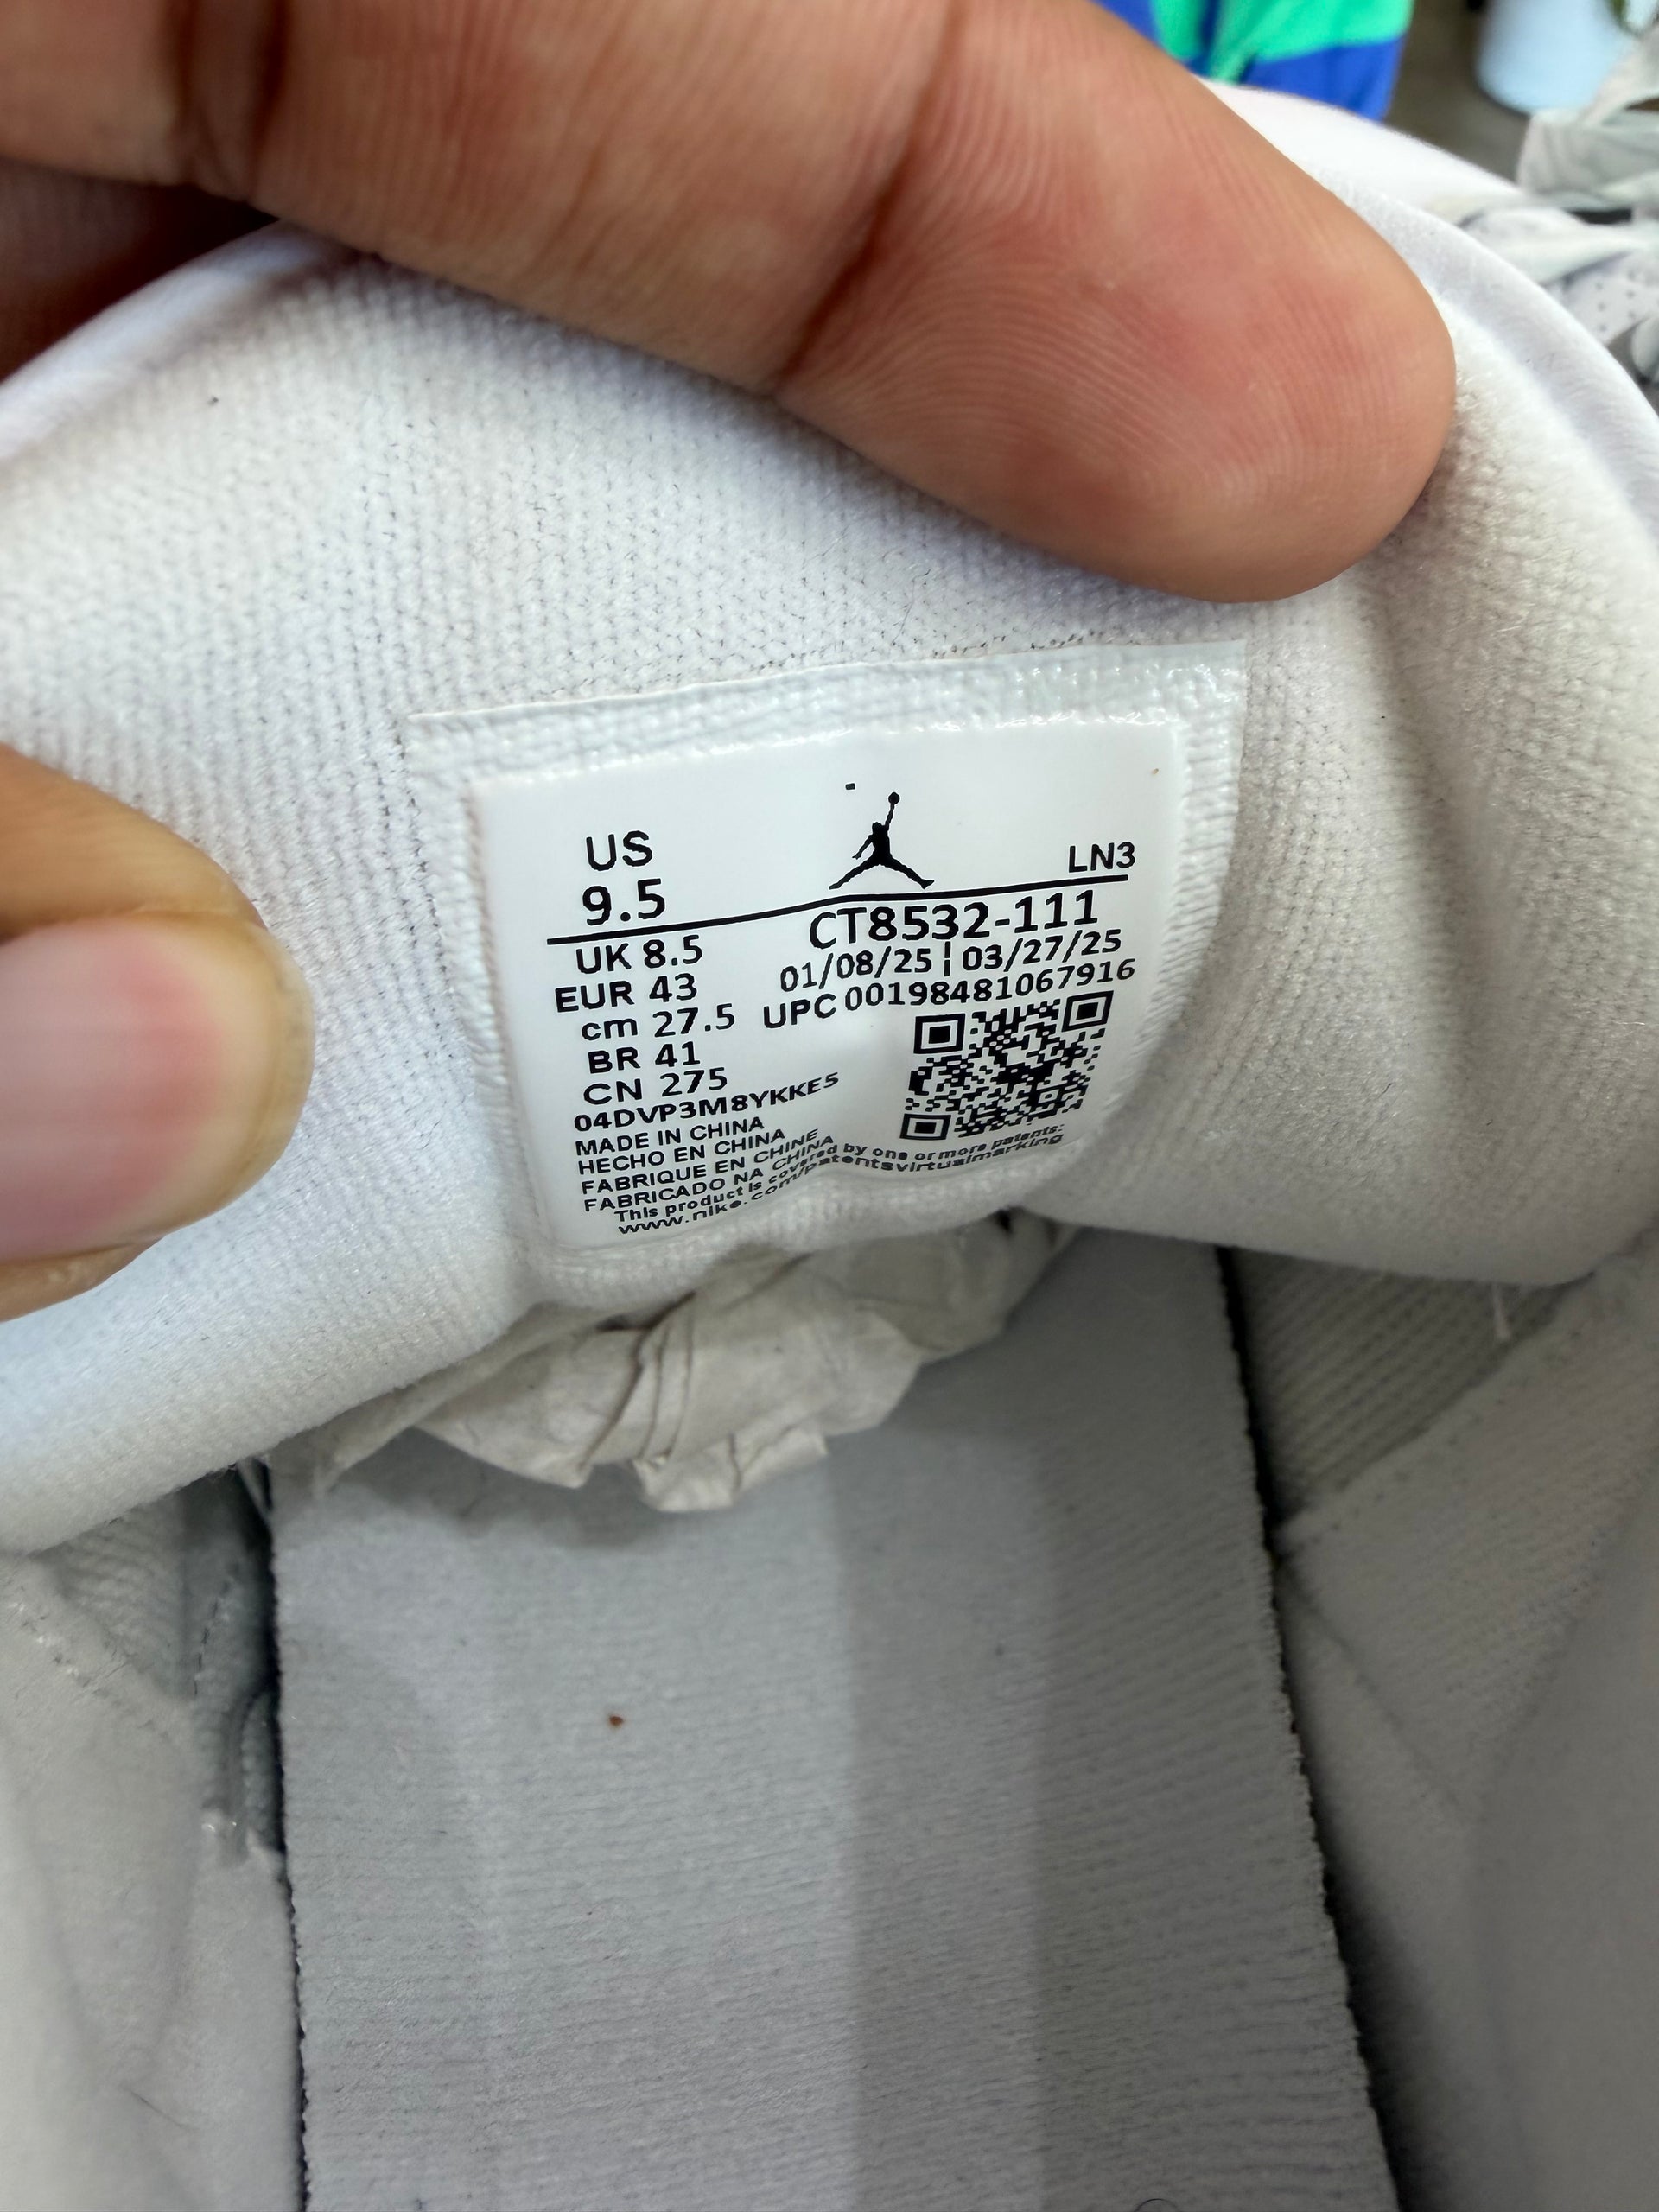 US
9.5
LN3
UK 8.5
EUR 43
cm 27.5
BR 41
CN 275
CT8532-111
01/08/25 | 03/27/25
UPC 00198481067916
04DVP3M8YKKE5
MADE IN CHINA
HECHO EN CHINA
FABRIQUE EN CHINE
FABRICADO NA CHINA
This product is covered by one or more patents:
www.nike.com/patentsvirtualmarking